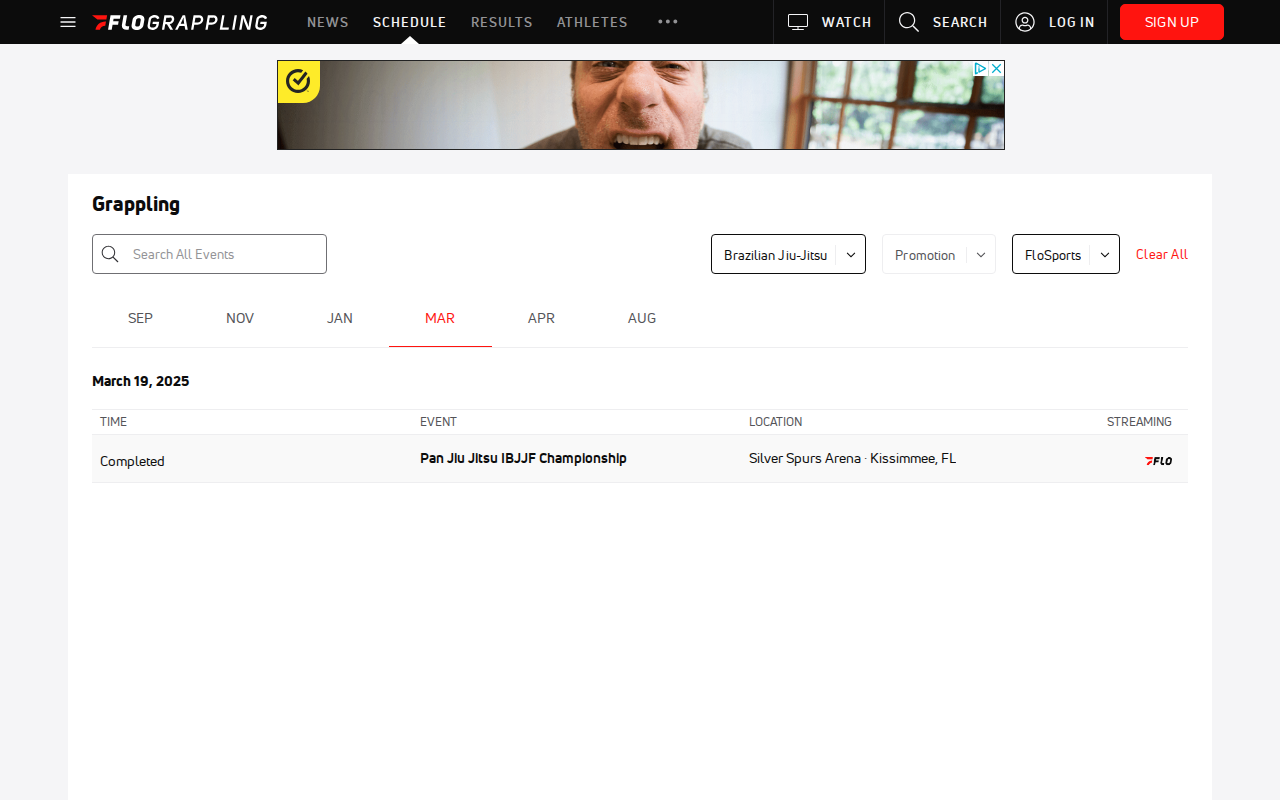 FLOGRAPPLING NEWS SCHEDULE RESULTS ATHLETES WATCH SEARCH LOG IN SIGN UP
Grappling
Search All Events Brazilian Jiu-Jitsu Promotion FloSports Clear All
SEP NOV JAN MAR APR AUG
March 19, 2025
TIME EVENT LOCATION STREAMING
Completed Pan Jiu Jitsu IBJJF Championship Silver Spurs Arena · Kissimmee, FL FLO